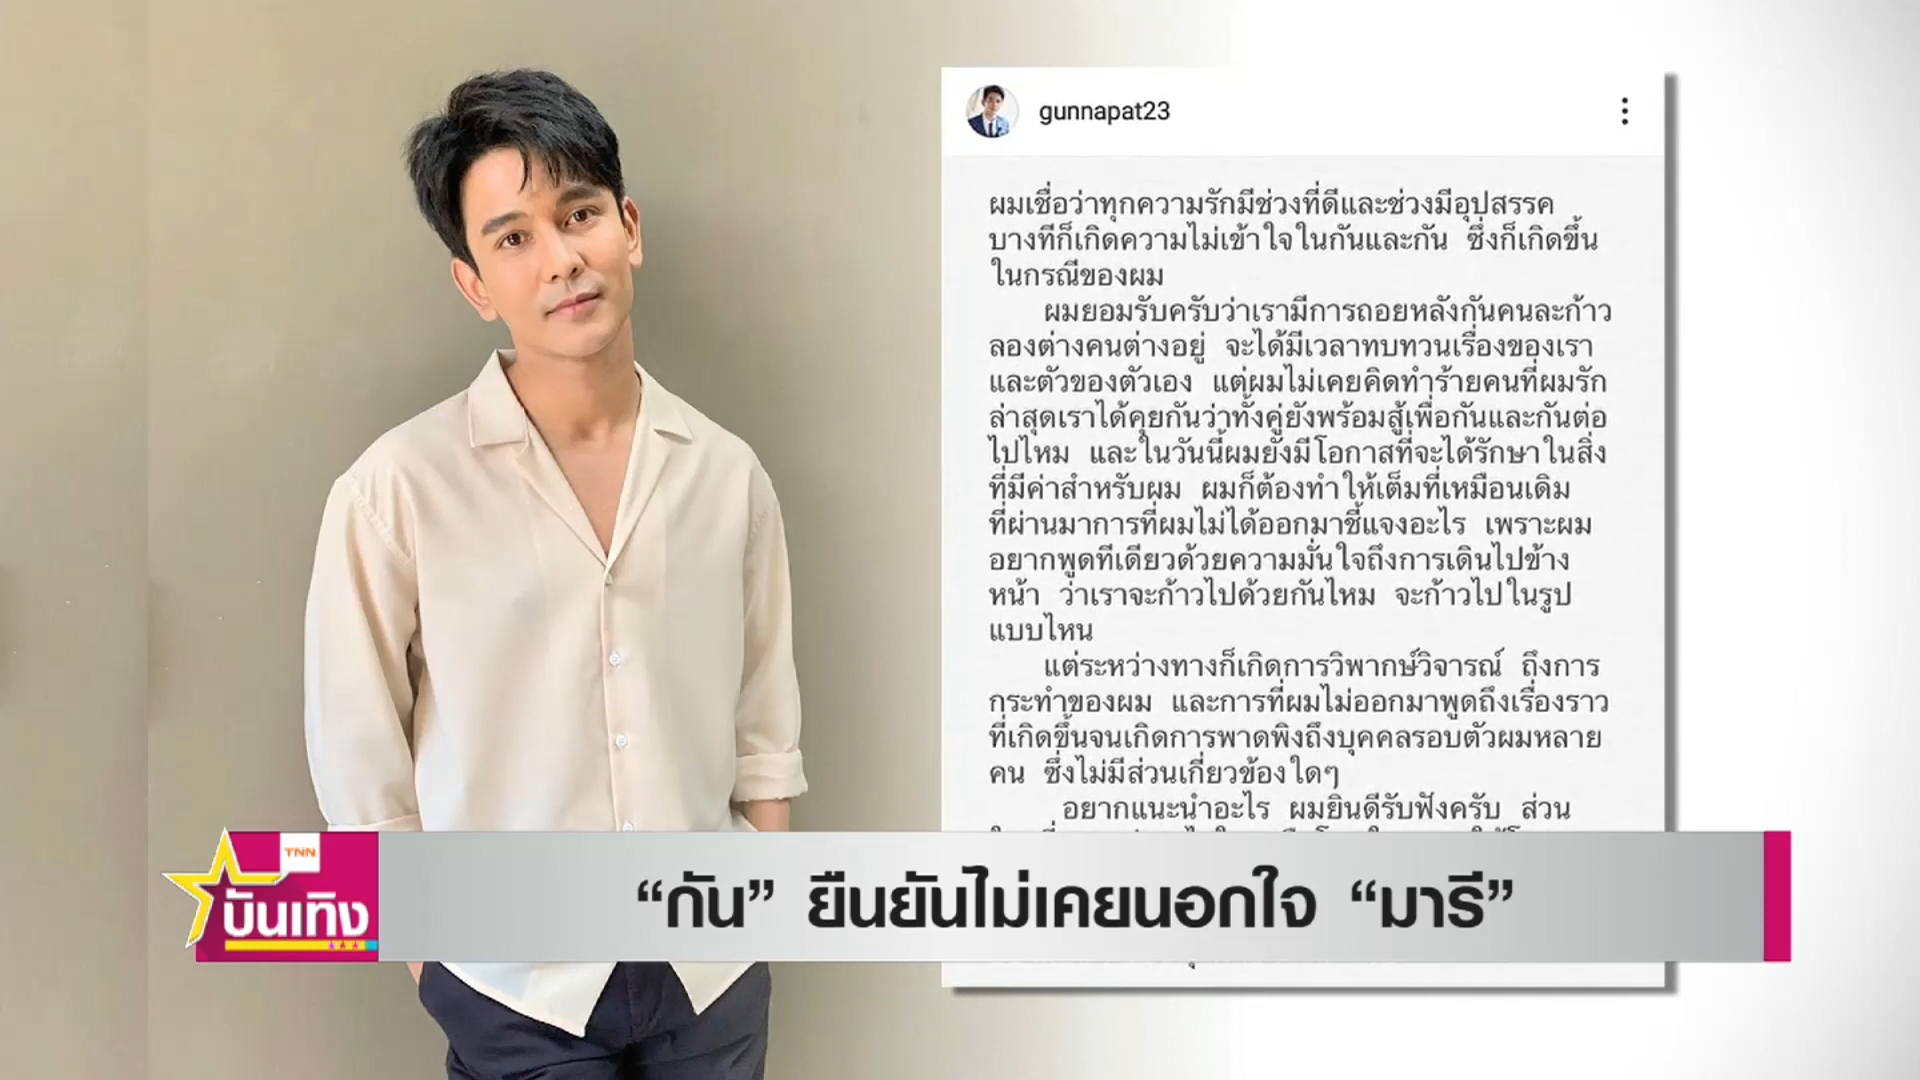 gunnapat23
ผมเชื่อว่าทุกความรักมีช่วงที่ดีและช่วงมีอุปสรรค
บางทีก็เกิดความไม่เข้าใจในกันและกัน ซึ่งก็เกิดขึ้น
ในกรณีของผม
ผมยอมรับครับว่าเรามีการถอยหลังกันคนละก้าว
ลองต่างคนต่างอยู่ จะได้มีเวลาทบทวนเรื่องของเรา
และตัวของตัวเอง แต่ผมไม่เคยคิดทำร้ายคนที่ผมรัก
ล่าสุดเราได้คุยกันว่าทั้งคู่ยังพร้อมสู้เพื่อกันและกันต่อ
ไปไหม และในวันนี้ผมยังมีโอกาสที่จะได้รักษาในสิ่ง
ที่มีค่าสำหรับผม ผมก็ต้องทำให้เต็มที่เหมือนเดิม
ที่ผ่านมาการที่ผมไม่ได้ออกมาชี้แจงอะไร เพราะผม
อยากพูดทีเดียวด้วยความมั่นใจถึงการเดินไปข้าง
หน้า ว่าเราจะก้าวไปด้วยกันไหม จะก้าวไปในรูป
แบบไหน
แต่ระหว่างทางก็เกิดการวิพากษ์วิจารณ์ ถึงการ
กระทำของผม และการที่ผมไม่ออกมาพูดถึงเรื่องราว
ที่เกิดขึ้นจนเกิดการพาดพิงถึงบุคคลรอบตัวผมหลาย
คน ซึ่งไม่มีส่วนเกี่ยวข้องใดๆ
อยากแนะนำอะไร ผมยินดีรับฟังครับ ส่วน
TNN
บันเทิง
“กัน” ยืนยันไม่เคยนอกใจ “มารี”